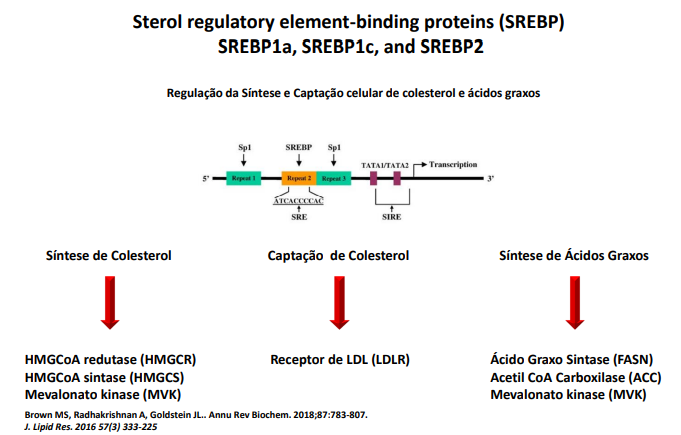 Sterol regulatory element-binding proteins (SREBP)
SREBP1a, SREBP1c, and SREBP2
Regulação da Síntese e Captação celular de colesterol e ácidos graxos
Sp1 SREBP Sp1
TATA1/TATA2 Transcription
5' Repeat 1 Repeat 2 Repeat 3 3'
ATCACCCCAC
SRE SIRE
Síntese de Colesterol
Captação de Colesterol
Síntese de Ácidos Graxos
HMGCoA redutase (HMGCR)
HMGCoA sintase (HMGCS)
Mevalonato kinase (MVK)
Receptor de LDL (LDLR)
Ácido Graxo Sintase (FASN)
Acetil CoA Carboxilase (ACC)
Mevalonato kinase (MVK)
Brown MS, Radhakrishnan A, Goldstein JL.. Annu Rev Biochem. 2018;87:783-807.
J. Lipid Res. 2016 57(3) 333-225